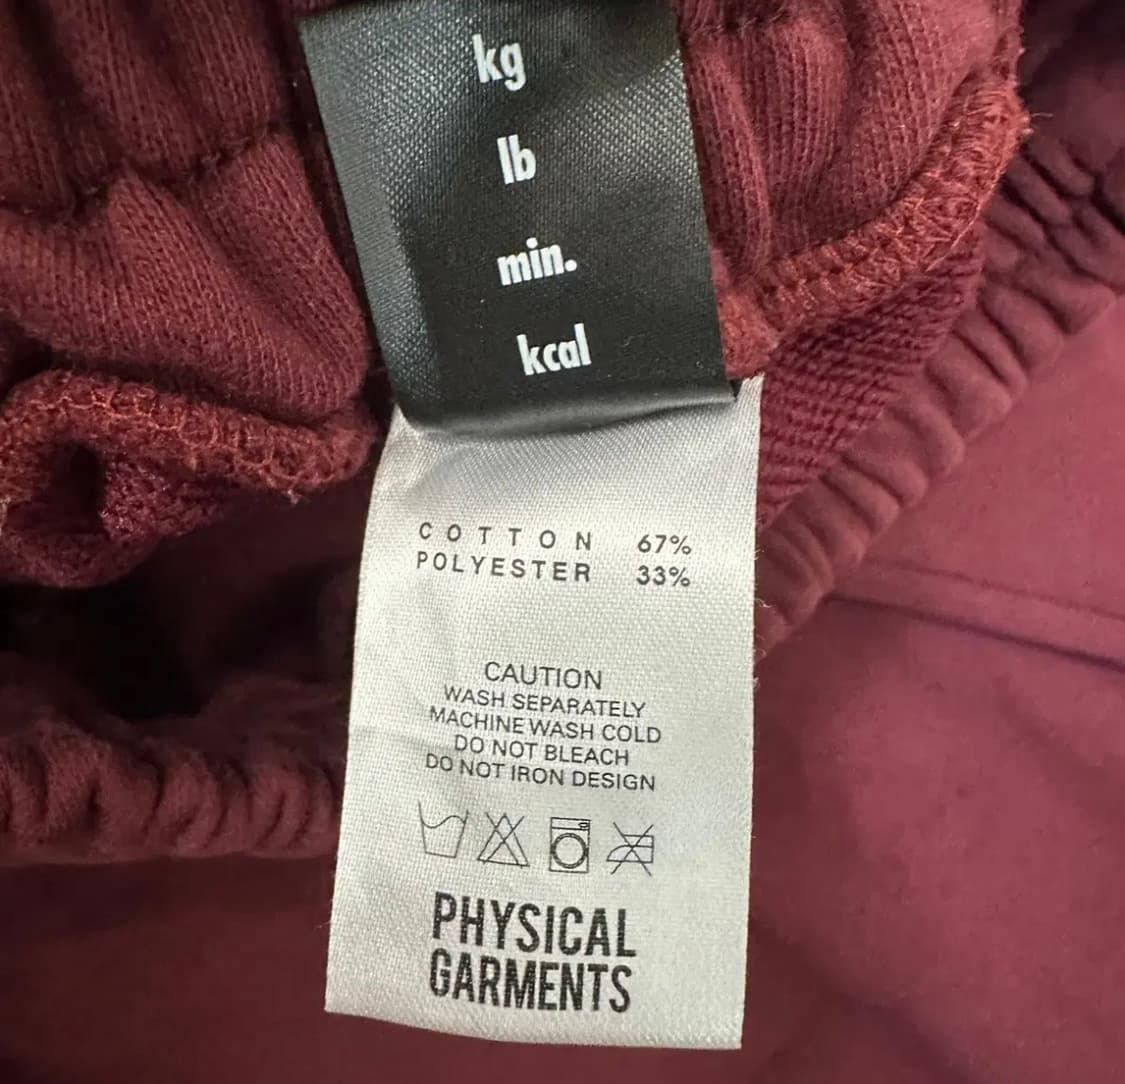 kg
lb
min.
kcal
COTTON 67%
POLYESTER 33%
CAUTION
WASH SEPARATELY
MACHINE WASH COLD
DO NOT BLEACH
DO NOT IRON DESIGN
PHYSICAL
GARMENTS